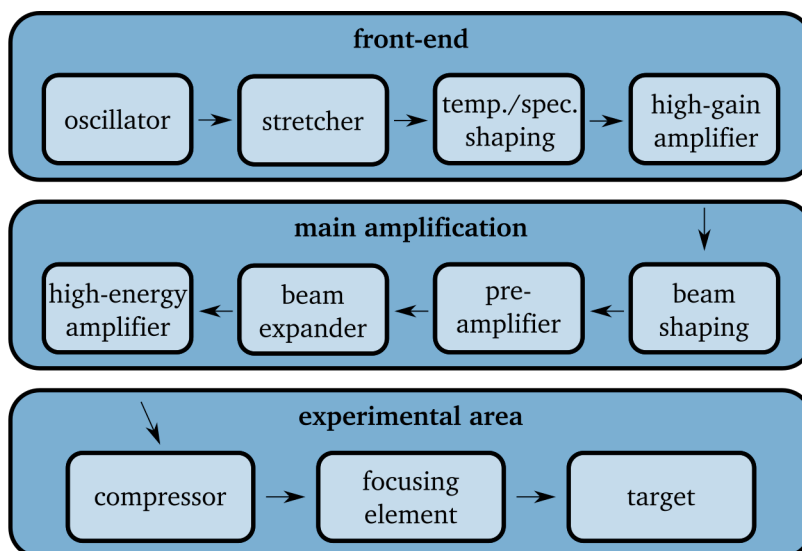 front-end
oscillator
stretcher
temp./spec.
shaping
high-gain
amplifier
main amplification
high-energy
amplifier
beam
expander
pre-
amplifier
beam
shaping
experimental area
compressor
focusing
element
target